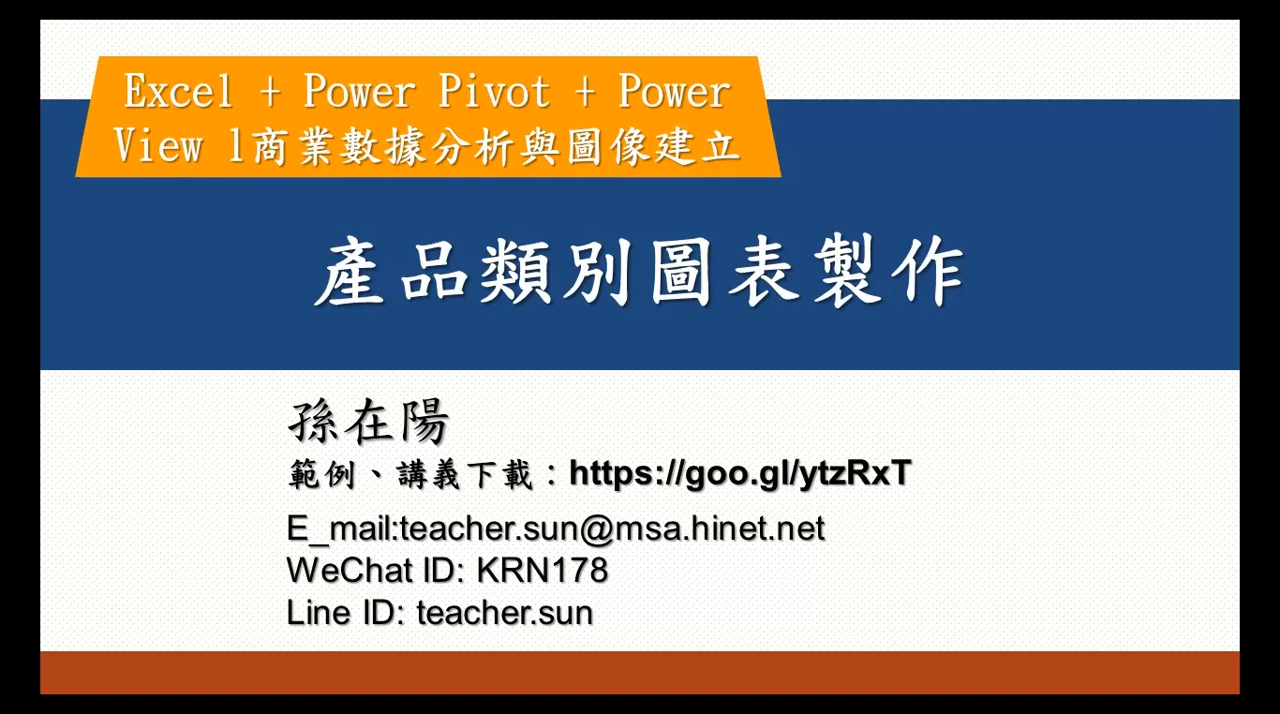 Excel + Power Pivot + Power
View 1商業數據分析與圖像建立
產品類別圖表製作
孫在陽
範例、講義下載：https://goo.gl/ytzRxT
E_mail:teacher.sun@msa.hinet.net
WeChat ID: KRN178
Line ID: teacher.sun